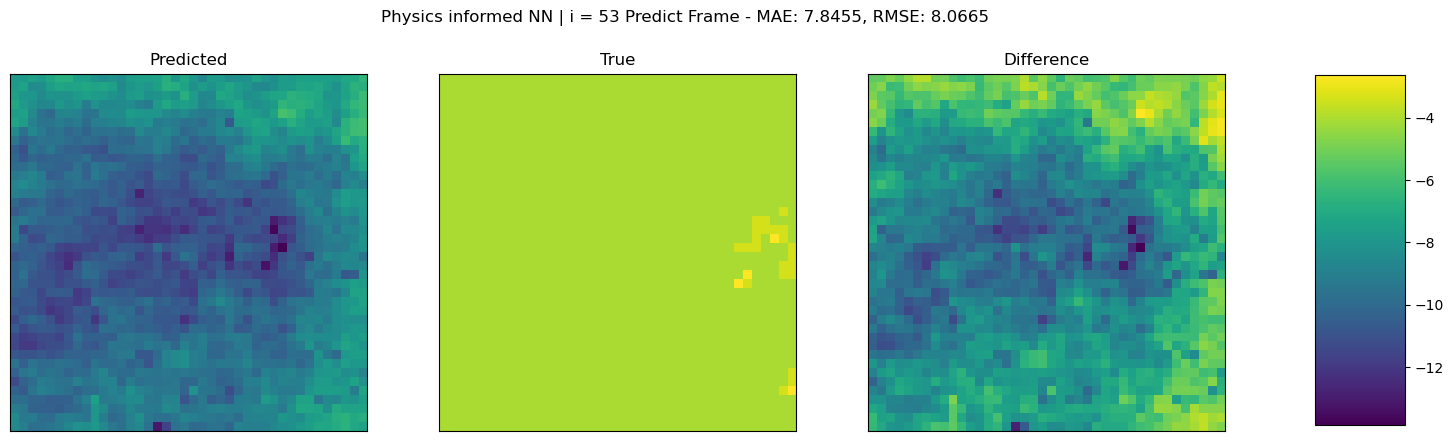 Physics informed NN | i = 53 Predict Frame - MAE: 7.8455, RMSE: 8.0665
Predicted
True
Difference
−4
−6
−8
−10
−12